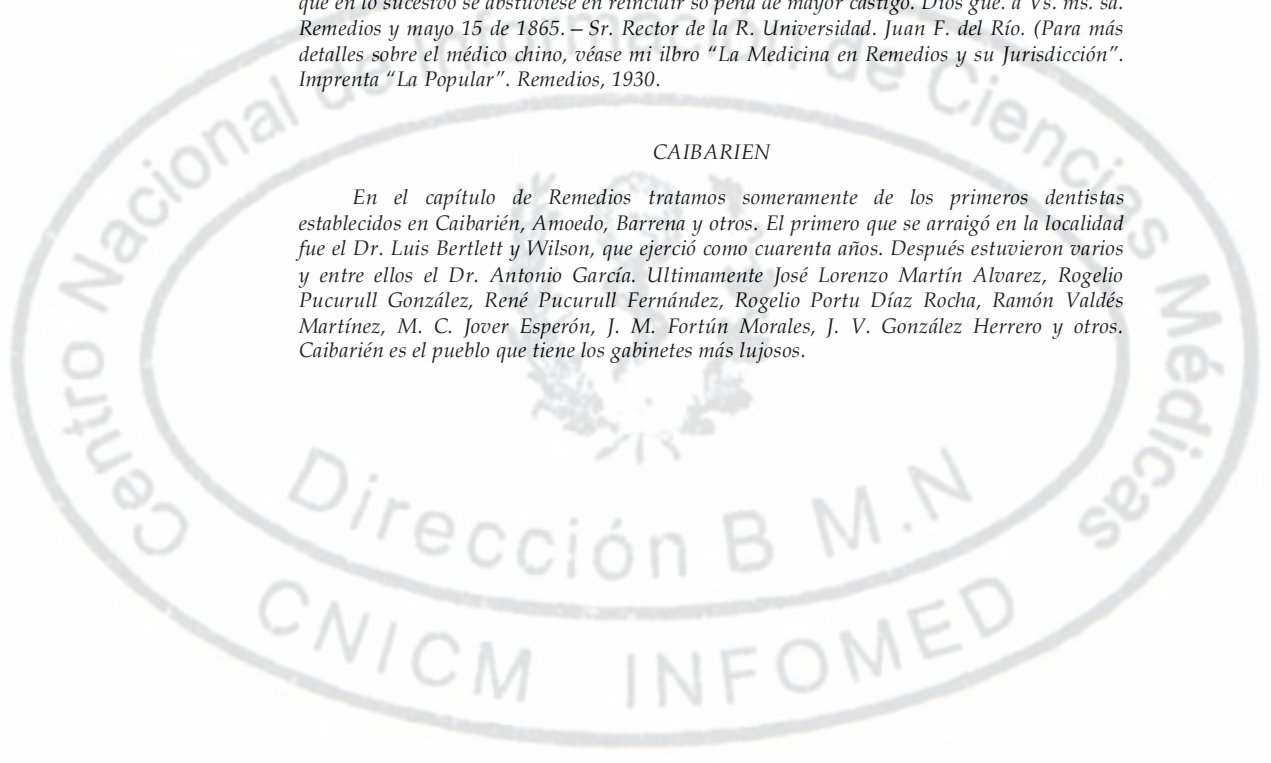 que en lo sucesivo se abstuviese en reincidir so pena de mayor castigo. Dios gue. a Vs. ms. sa.
Remedios y mayo 15 de 1865.—Sr. Rector de la R. Universidad. Juan F. del Río. (Para más
detalles sobre el médico chino, véase mi ilbro "La Medicina en Remedios y su Jurisdicción".
Imprenta "La Popular". Remedios, 1930.
CAIBARIEN
En el capítulo de Remedios tratamos someramente de los primeros dentistas
establecidos en Caibarién, Amoedo, Barrena y otros. El primero que se arraigó en la localidad
fue el Dr. Luis Bertlett y Wilson, que ejerció como cuarenta años. Después estuvieron varios
y entre ellos el Dr. Antonio García. Ultimamente José Lorenzo Martín Alvarez, Rogelio
Pucurull González, René Pucurull Fernández, Rogelio Portu Díaz Rocha, Ramón Valdés
Martínez, M. C. Jover Esperón, J. M. Fortún Morales, J. V. González Herrero y otros.
Caibarién es el pueblo que tiene los gabinetes más lujosos.
Centro Nacional de Información de Ciencias Médicas
Dirección B M.N
CNICM INFOMED